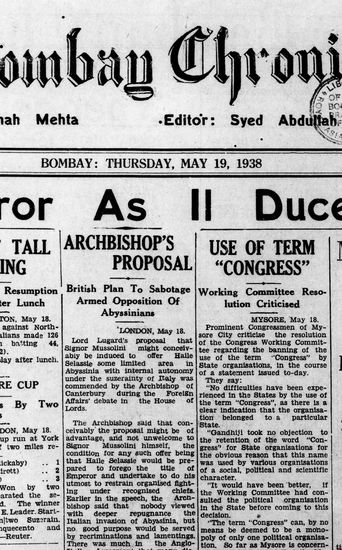 ombay Chroni
nah Mehta
Editor: Syed Abdullah
BOMBAY: THURSDAY, MAY 19, 1938
ror As Il Duce
TALL
ING
Resumption
ter Lunch
TON, May 18.
against North-
alians made 126
batting 44,
2).
lay after lunch.
RE CUP
By Two
DON, May 18.
cup run at York
of two miles re-
Won by two
arated the se-
d. The win-
E. Leader. Start-
Cinquecento and
—Reuter.
ARCHBISHOP'S
PROPOSAL
British Plan To Sabotage
Armed Opposition Of
Abyssinians
LONDON, May 18.
Lord Lugard's proposal that
Signor Mussolini might conceiv-
ably be induced to offer Haile
Selassie some limited area in
Abyssinia with internal autonomy
under the suzerainty of Italy was
commended by the Archbishop of
Canterbury during the Foreign
Affairs' debate in the House of
Lords.
The Archbishop said that con-
ceivably the proposal might be of
advantage, and not unwelcome to
Signor Mussolini himself, the
condition for any such offer being
that Haile Selassie would be pre-
pared to forego the title of
Emperor and undertake to do his
utmost to restrain organised fight-
ing under recognised chiefs.
Earlier in the speech, the Arch-
bishop said that nobody viewed
with deeper repugnance the
Italian invasion of Abyssinia, but
no good purpose would be served
by recriminations and lamentings.
There was much in the Anglo-
USE OF TERM
"CONGRESS"
Working Committee Reso-
lution Criticised
MYSORE, May 18.
Prominent Congressmen of My-
sore City criticise the resolution
of the Congress Working Commit-
tee regarding the banning of the
use of the term "Congress" by
State organisations, in the course
of a statement issued to-day.
They say:
"No difficulties have been expe-
rienced in the States by the use of
the term "Congress", as there is a
clear indication that the organisa-
tion belonged to a particular
State.
"Gandhiji took no objection to
the retention of the word "Con-
gress" for State organisations for
the obvious reason that this name
was used by various organisations
of a social, political and scientific
character.
"It would have been better, if
the Working Committee had con-
sulted the political organisation
in the State before coming to this
decision.
"The term "Congress" can, by no
means be deemed to be a mono-
poly of only one political organisa-
tion. So far as Mysore is concern-